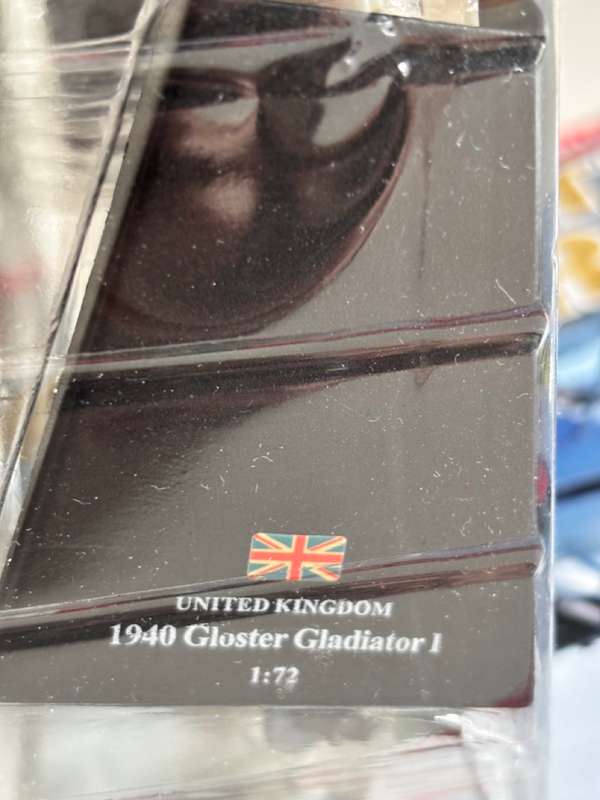 UNITED KINGDOM
1940 Gloster Gladiator I
1:72